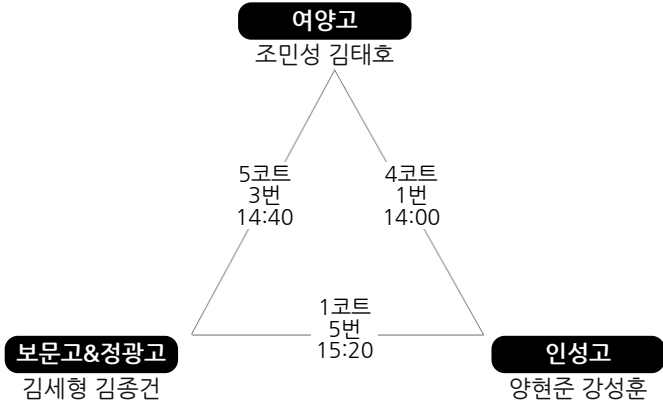 여양고
조민성 김태호
5코트
3번
14:40
4코트
1번
14:00
1코트
5번
15:20
보문고&정광고
김세형 김종건
인성고
양현준 강성훈